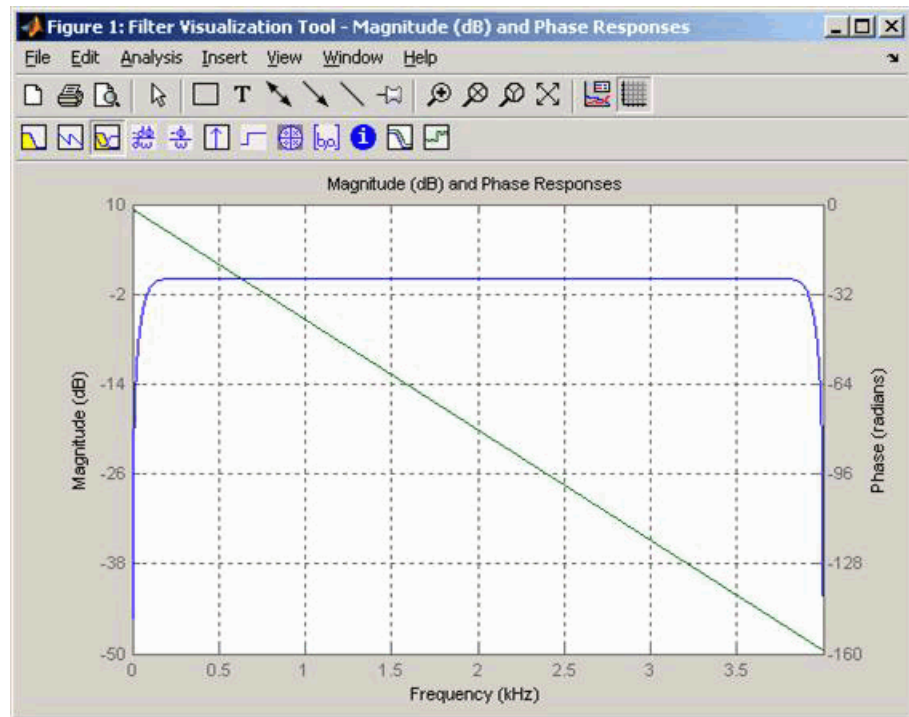 Figure 1: Filter Visualization Tool - Magnitude (dB) and Phase Responses
File Edit Analysis Insert View Window Help
T
[b,a]
i
Magnitude (dB) and Phase Responses
10
-2
-14
-26
-38
-50
Magnitude (dB)
0
-32
-64
-96
-128
-160
Phase (radians)
0 0.5 1 1.5 2 2.5 3 3.5
Frequency (kHz)